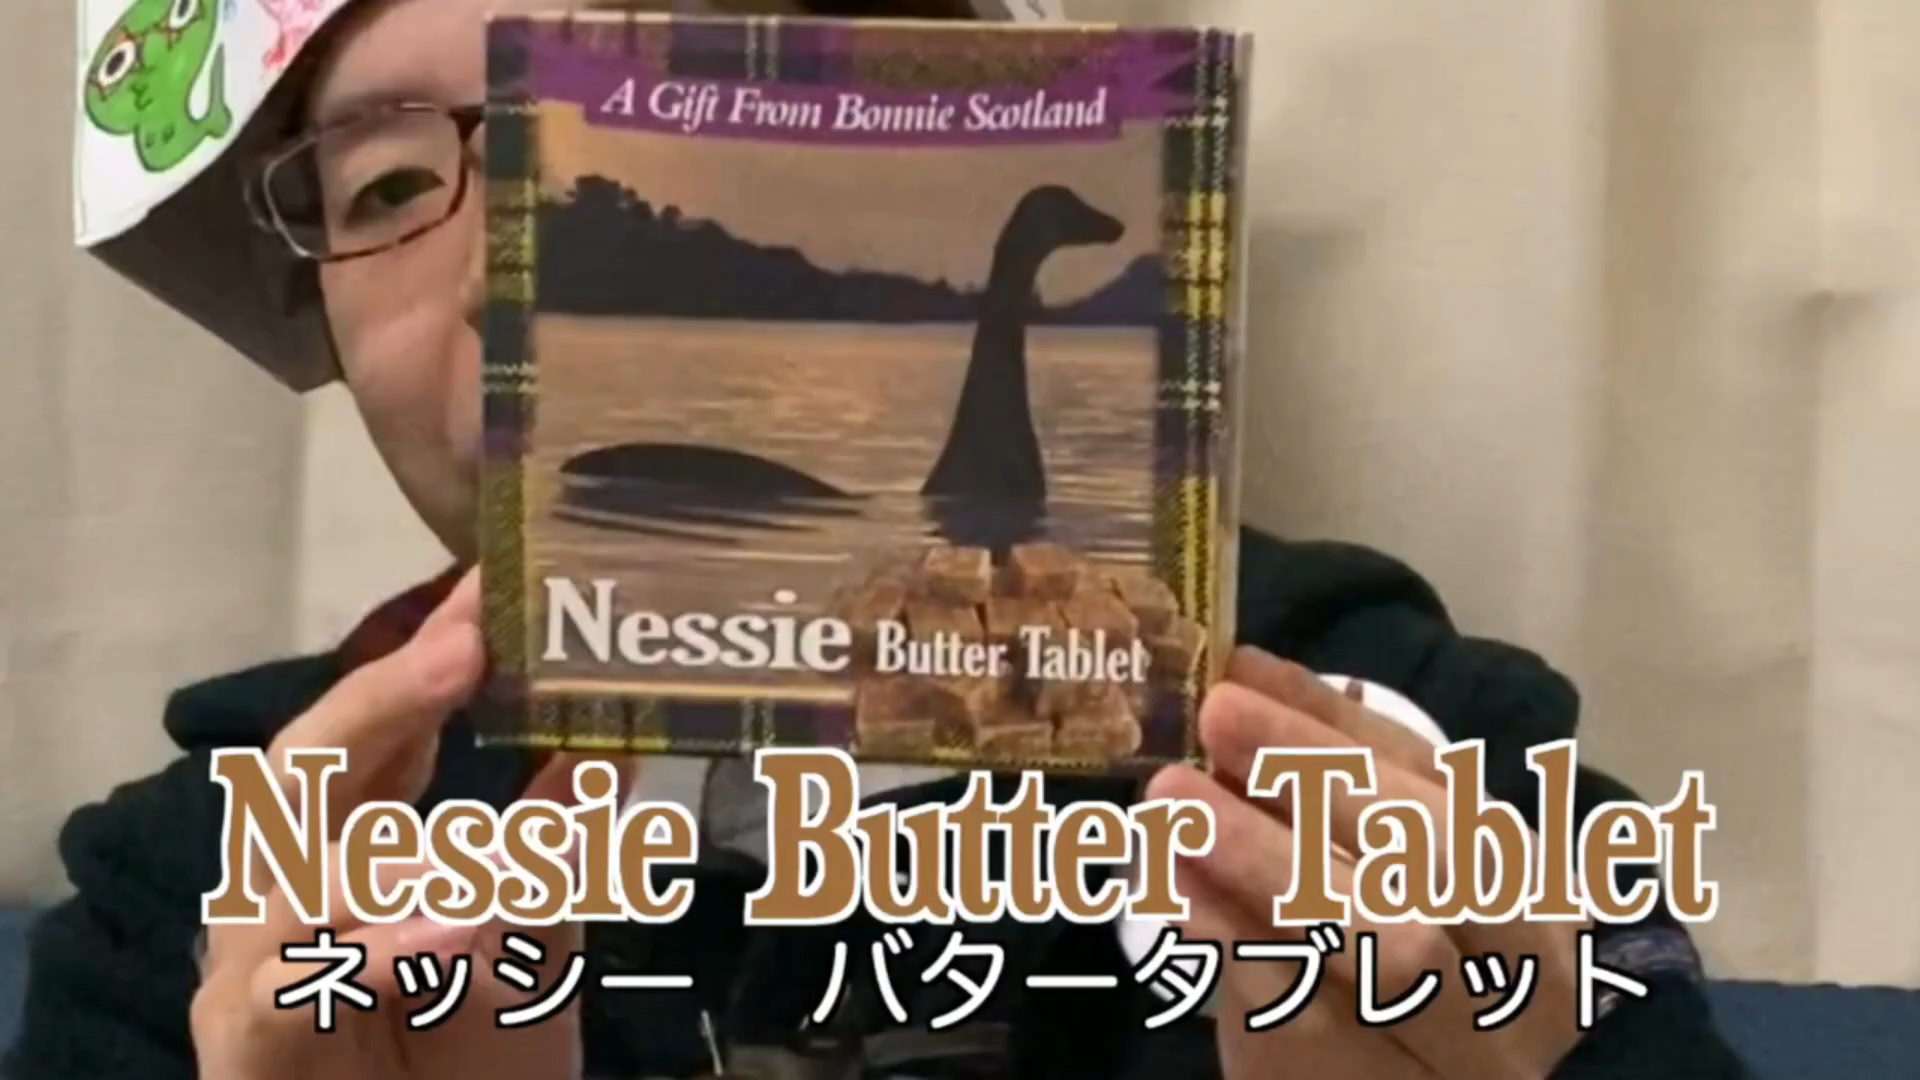 A Gift From Bonnie Scotland
Nessie Butter Tablet
Nessie Butter Tablet
ネッシー　バタータブレット